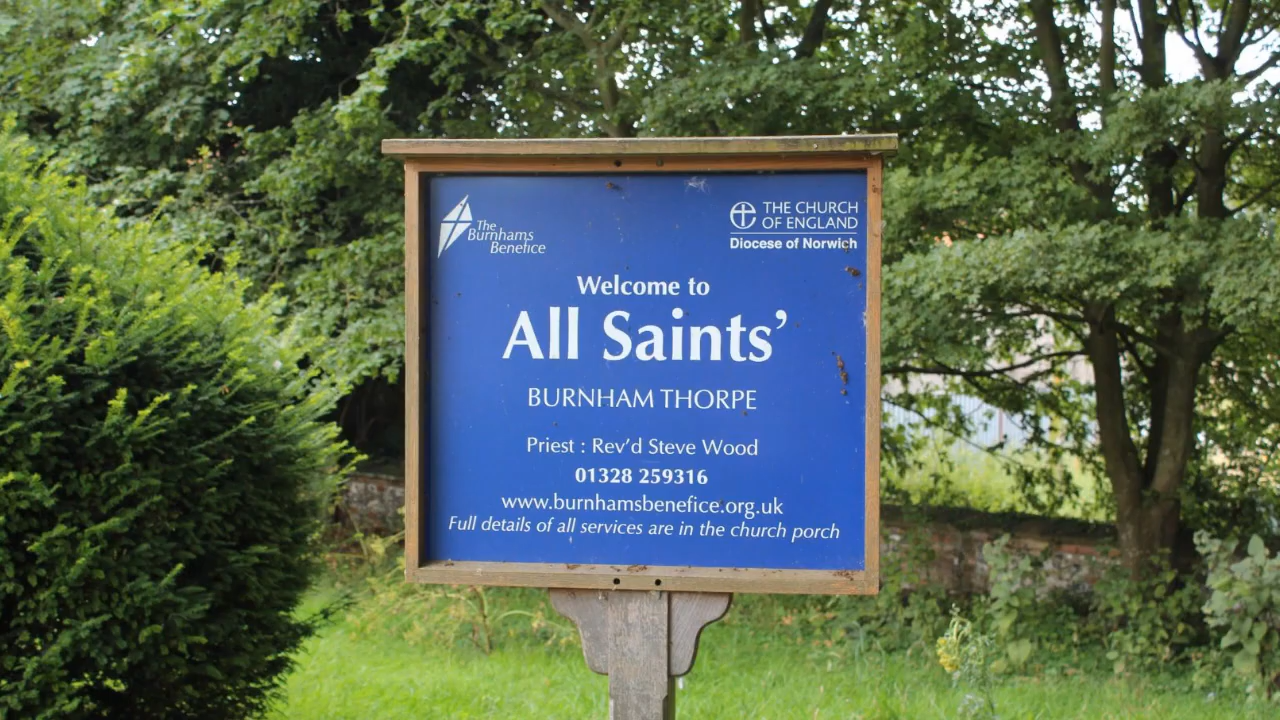 The
Burnhams
Benefice
THE CHURCH
OF ENGLAND
Diocese of Norwich
Welcome to
All Saints’
BURNHAM THORPE
Priest : Rev’d Steve Wood
01328 259316
www.burnhamsbenefice.org.uk
Full details of all services are in the church porch